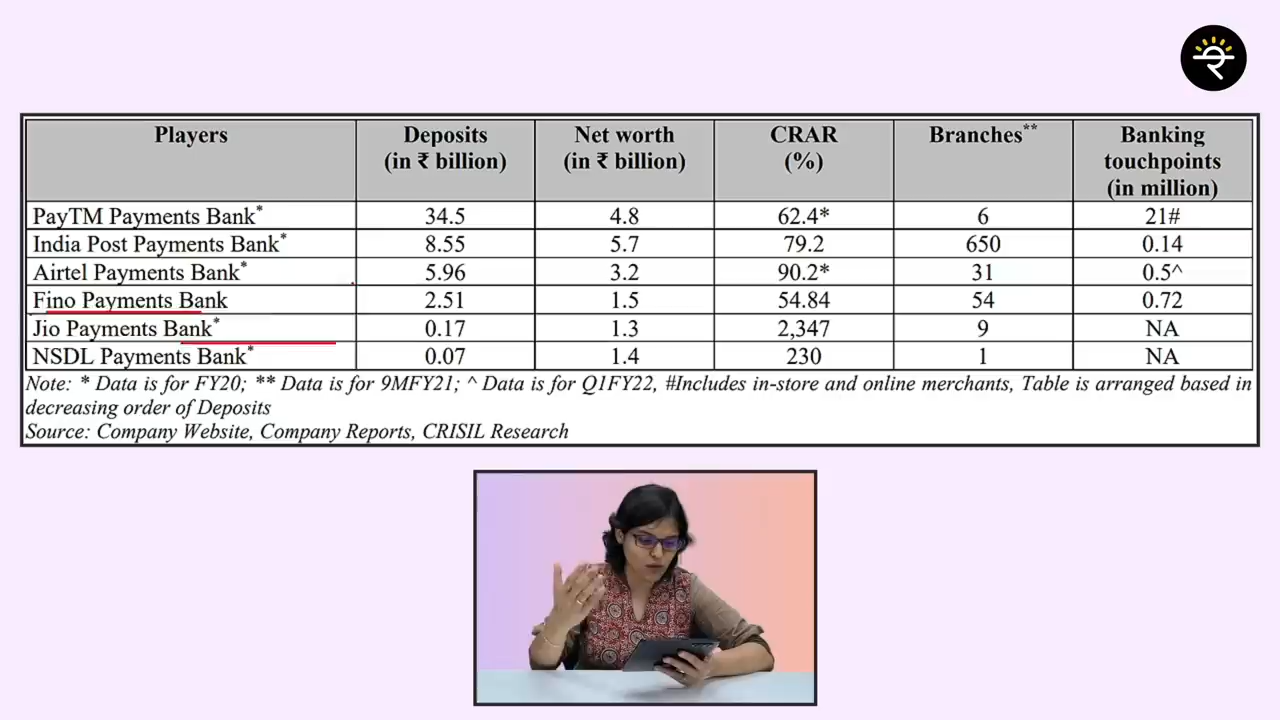 Players Deposits (in ₹ billion) Net worth (in ₹ billion) CRAR (%) Branches** Banking touchpoints (in million)
PayTM Payments Bank* 34.5 4.8 62.4* 6 21#
India Post Payments Bank* 8.55 5.7 79.2 650 0.14
Airtel Payments Bank* 5.96 3.2 90.2* 31 0.5^
Fino Payments Bank 2.51 1.5 54.84 54 0.72
Jio Payments Bank* 0.17 1.3 2,347 9 NA
NSDL Payments Bank* 0.07 1.4 230 1 NA
Note: * Data is for FY20; ** Data is for 9MFY21; ^ Data is for Q1FY22, #Includes in-store and online merchants, Table is arranged based in
decreasing order of Deposits
Source: Company Website, Company Reports, CRISIL Research